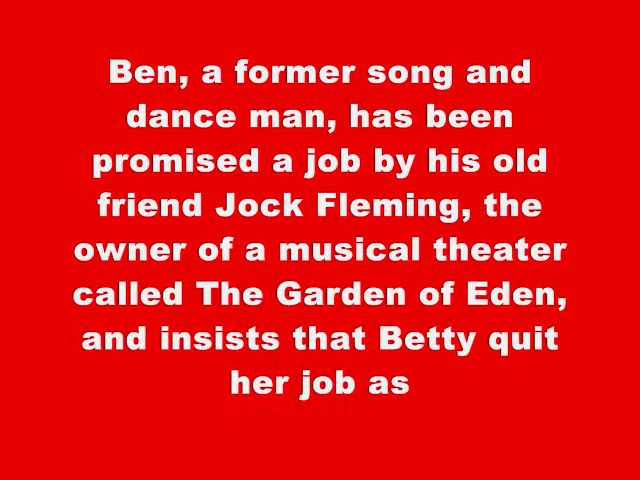 Ben, a former song and
dance man, has been
promised a job by his old
friend Jock Fleming, the
owner of a musical theater
called The Garden of Eden,
and insists that Betty quit
her job as